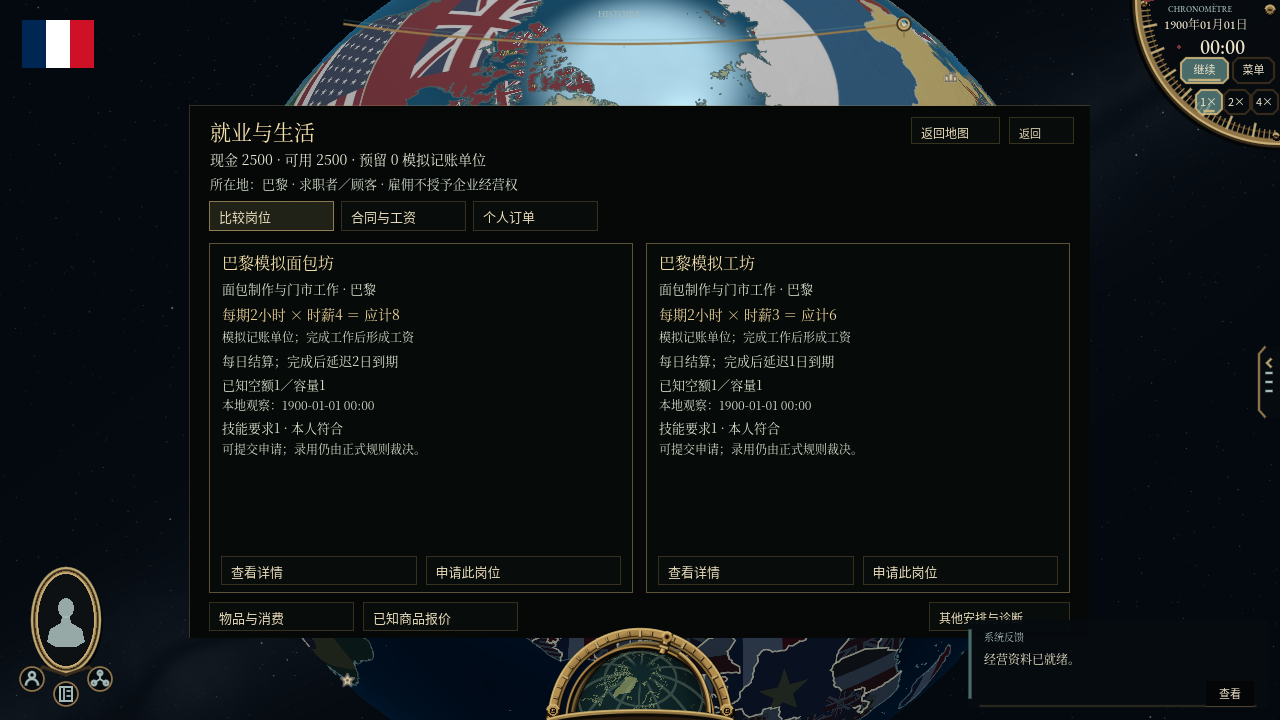 HISTORIA
CHRONOMÈTRE
1900年01月01日
00:00
继续
菜单
1×
2×
4×
就业与生活
返回地图
返回
现金 2500 · 可用 2500 · 预留 0 模拟记账单位
所在地：巴黎 · 求职者／顾客 · 雇佣不授予企业经营权
比较岗位
合同与工资
个人订单
巴黎模拟面包坊
面包制作与门市工作 · 巴黎
每期2小时 × 时薪4 ＝ 应计8
模拟记账单位；完成工作后形成工资
每日结算；完成后延迟2日到期
已知空额1／容量1
本地观察：1900-01-01 00:00
技能要求1 · 本人符合
可提交申请；录用仍由正式规则裁决。
查看详情
申请此岗位
巴黎模拟工坊
面包制作与门市工作 · 巴黎
每期2小时 × 时薪3 ＝ 应计6
模拟记账单位；完成工作后形成工资
每日结算；完成后延迟1日到期
已知空额1／容量1
本地观察：1900-01-01 00:00
技能要求1 · 本人符合
可提交申请；录用仍由正式规则裁决。
查看详情
申请此岗位
物品与消费
已知商品报价
其他安排与诊断
系统反馈
经营资料已就绪。
查看